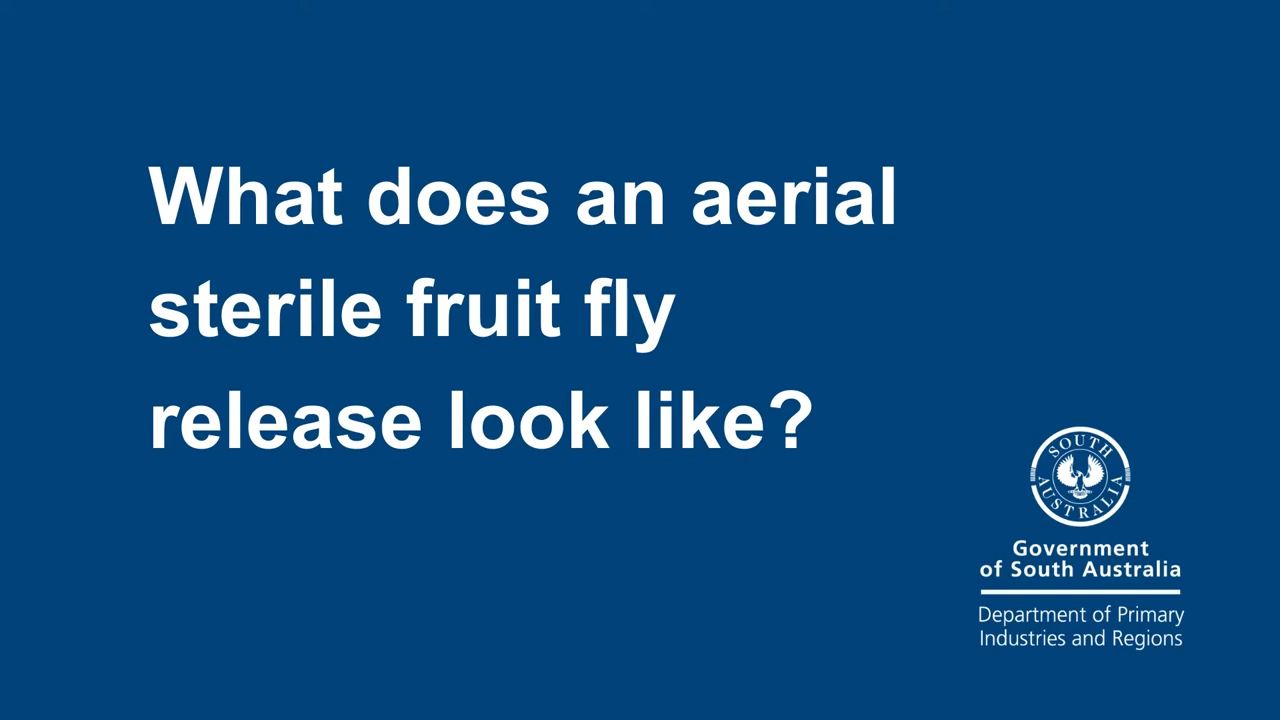 What does an aerial
sterile fruit fly
release look like?
SOUTH
AUSTRALIA
Government
of South Australia
Department of Primary
Industries and Regions